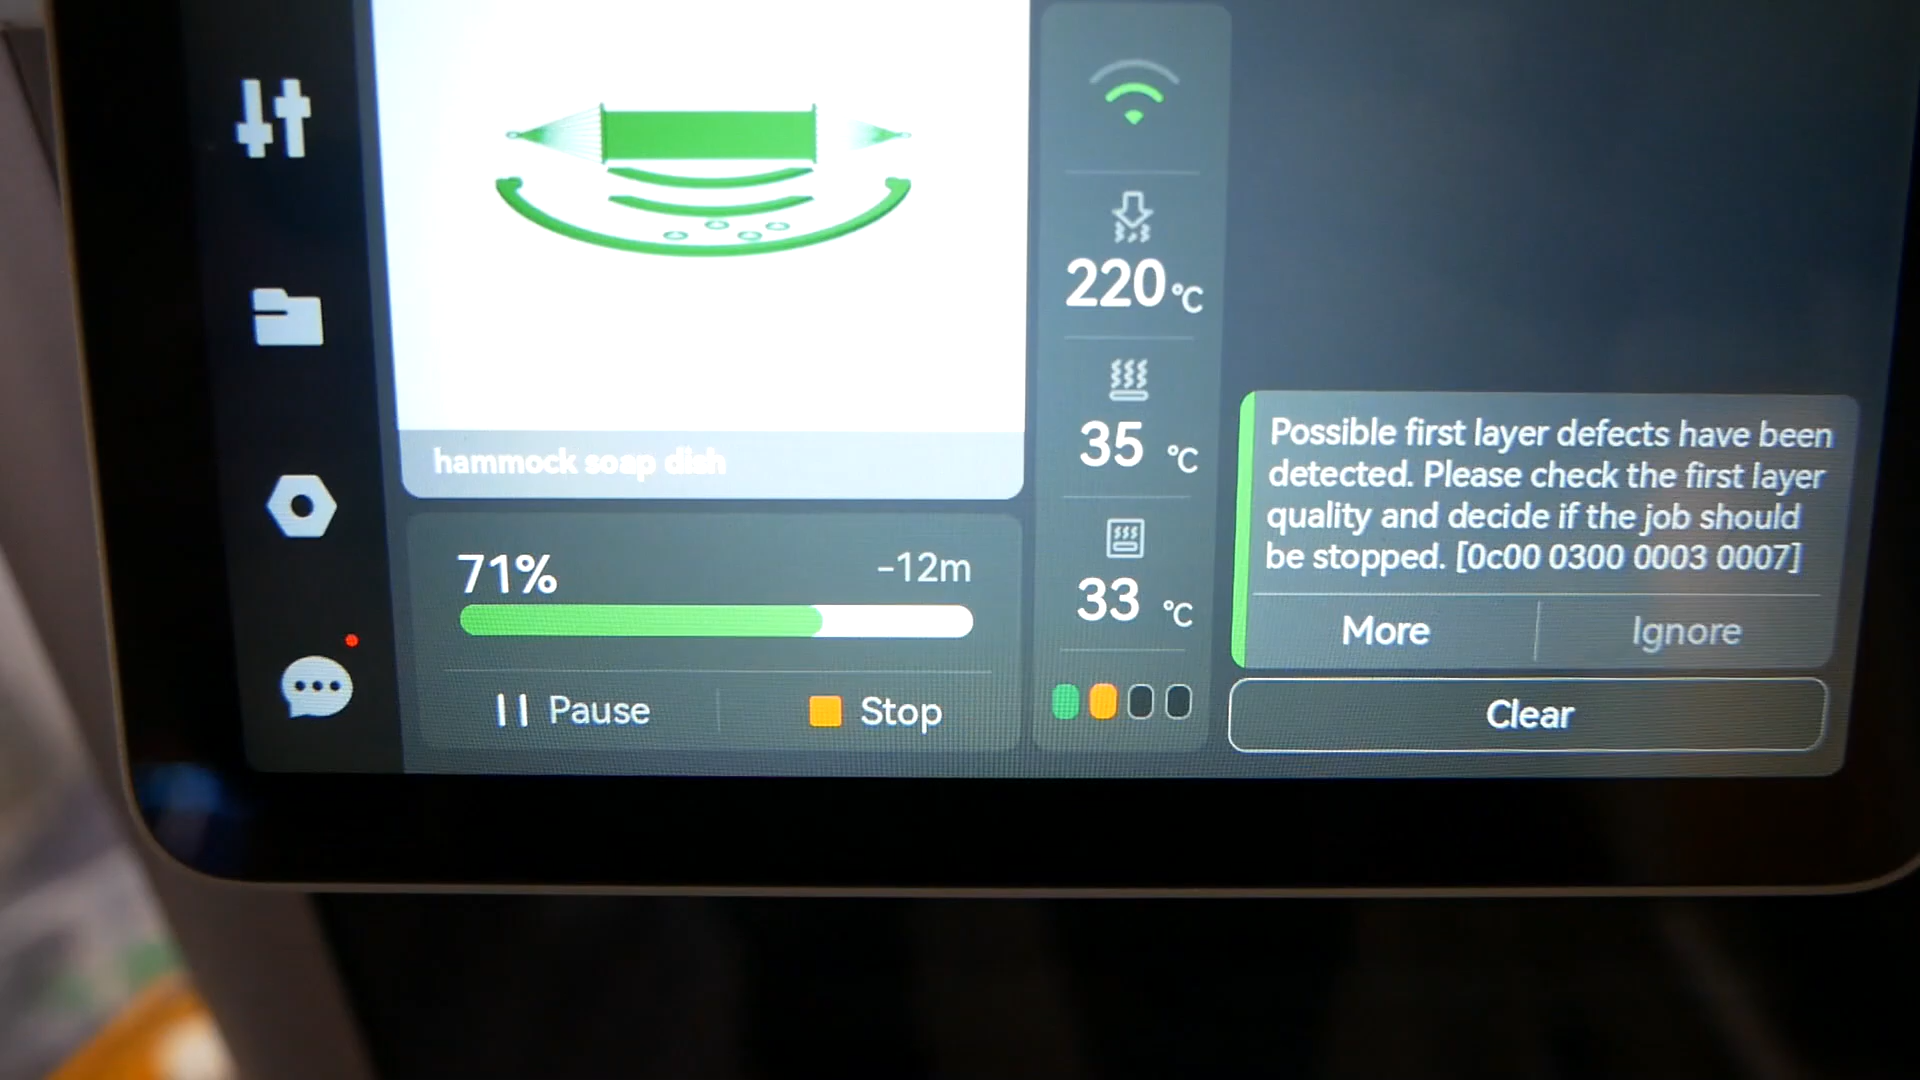 hammock soap dish
71%
-12m
Pause
Stop
220 °C
35 °C
33 °C
Possible first layer defects have been
detected. Please check the first layer
quality and decide if the job should
be stopped. [0c00 0300 0003 0007]
More
Ignore
Clear